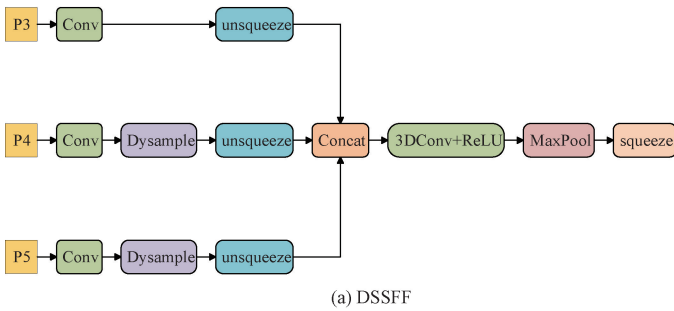 P3 Conv unsqueeze
P4 Conv Dysample unsqueeze Concat 3DConv+ReLU MaxPool squeeze
P5 Conv Dysample unsqueeze
(a) DSSFF